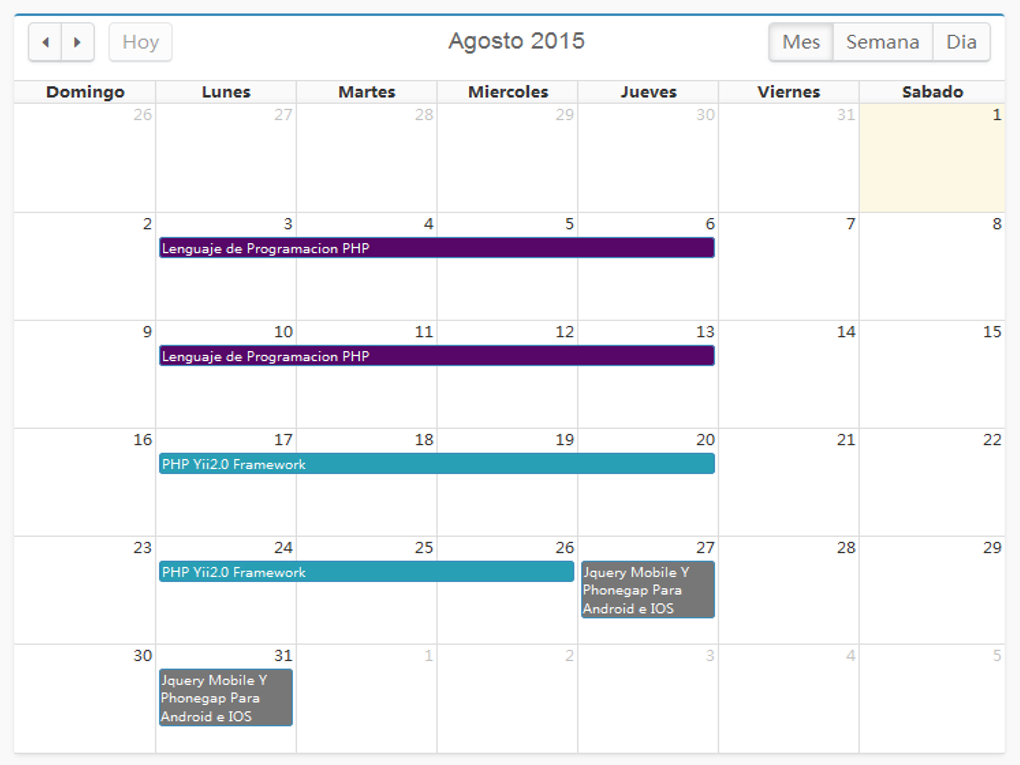 Hoy Agosto 2015 Mes Semana Dia
Domingo Lunes Martes Miercoles Jueves Viernes Sabado
26 27 28 29 30 31 1
2 3 4 5 6 7 8
Lenguaje de Programacion PHP
9 10 11 12 13 14 15
Lenguaje de Programacion PHP
16 17 18 19 20 21 22
PHP Yii2.0 Framework
23 24 25 26 27 28 29
PHP Yii2.0 Framework
Jquery Mobile Y
Phonegap Para
Android e IOS
30 31 1 2 3 4 5
Jquery Mobile Y
Phonegap Para
Android e IOS